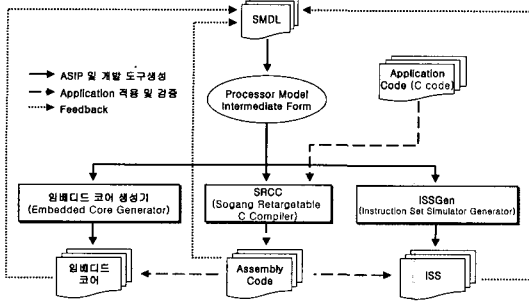 SMDL
ASIP 및 개발 도구생성
Application 적용 및 검증
Feedback
Processor Model
Intermediate Form
Application
Code (C code)
임베디드 코어 생성기
(Embedded Core Generator)
SRCC
(Sogang Retargetable
C Compiler)
ISSGen
(Instruction Set Simulator Generator)
임베디드
코어
Assembly
Code
ISS